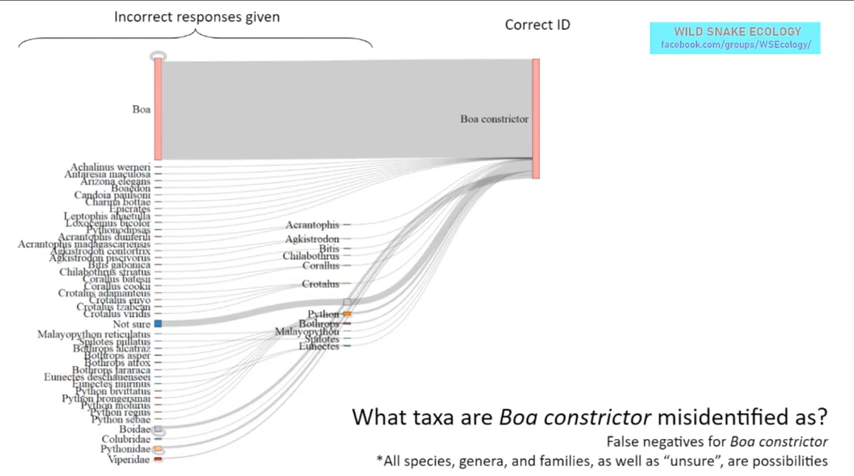 Incorrect responses given
Correct ID
WILD SNAKE ECOLOGY
facebook.com/groups/WSEcology/
Boa
Boa constrictor
Achalinus werneri
Antaresia maculosa
Arizona elegans
Boaedon
Candoia paulsoni
Charina bottae
Epicrates
Leptophis ahaetulla
Loxocemus bicolor
Pythonodipsas
Acrantophis dumerili
Acrantophis madagascariensis
Agkistrodon contortrix
Agkistrodon piscivorus
Bitis gabonica
Chilabothrus striatus
Corallus batesii
Corallus cookii
Crotalus adamanteus
Crotalus enyo
Crotalus tzabcan
Crotalus viridis
Not sure
Malayopython reticulatus
Spilotes pullatus
Bothrops alcatraz
Bothrops asper
Bothrops atrox
Bothrops jararaca
Eunectes deschauenseei
Eunectes murinus
Python bivittatus
Python brongersmai
Python molurus
Python regius
Python sebae
Boidae
Colubridae
Pythonidae
Viperidae
Acrantophis
Agkistrodon
Bitis
Chilabothrus
Corallus
Crotalus
Python
Bothrops
Malayopython
Spilotes
Eunectes
What taxa are Boa constrictor misidentified as?
False negatives for Boa constrictor
*All species, genera, and families, as well as “unsure”, are possibilities